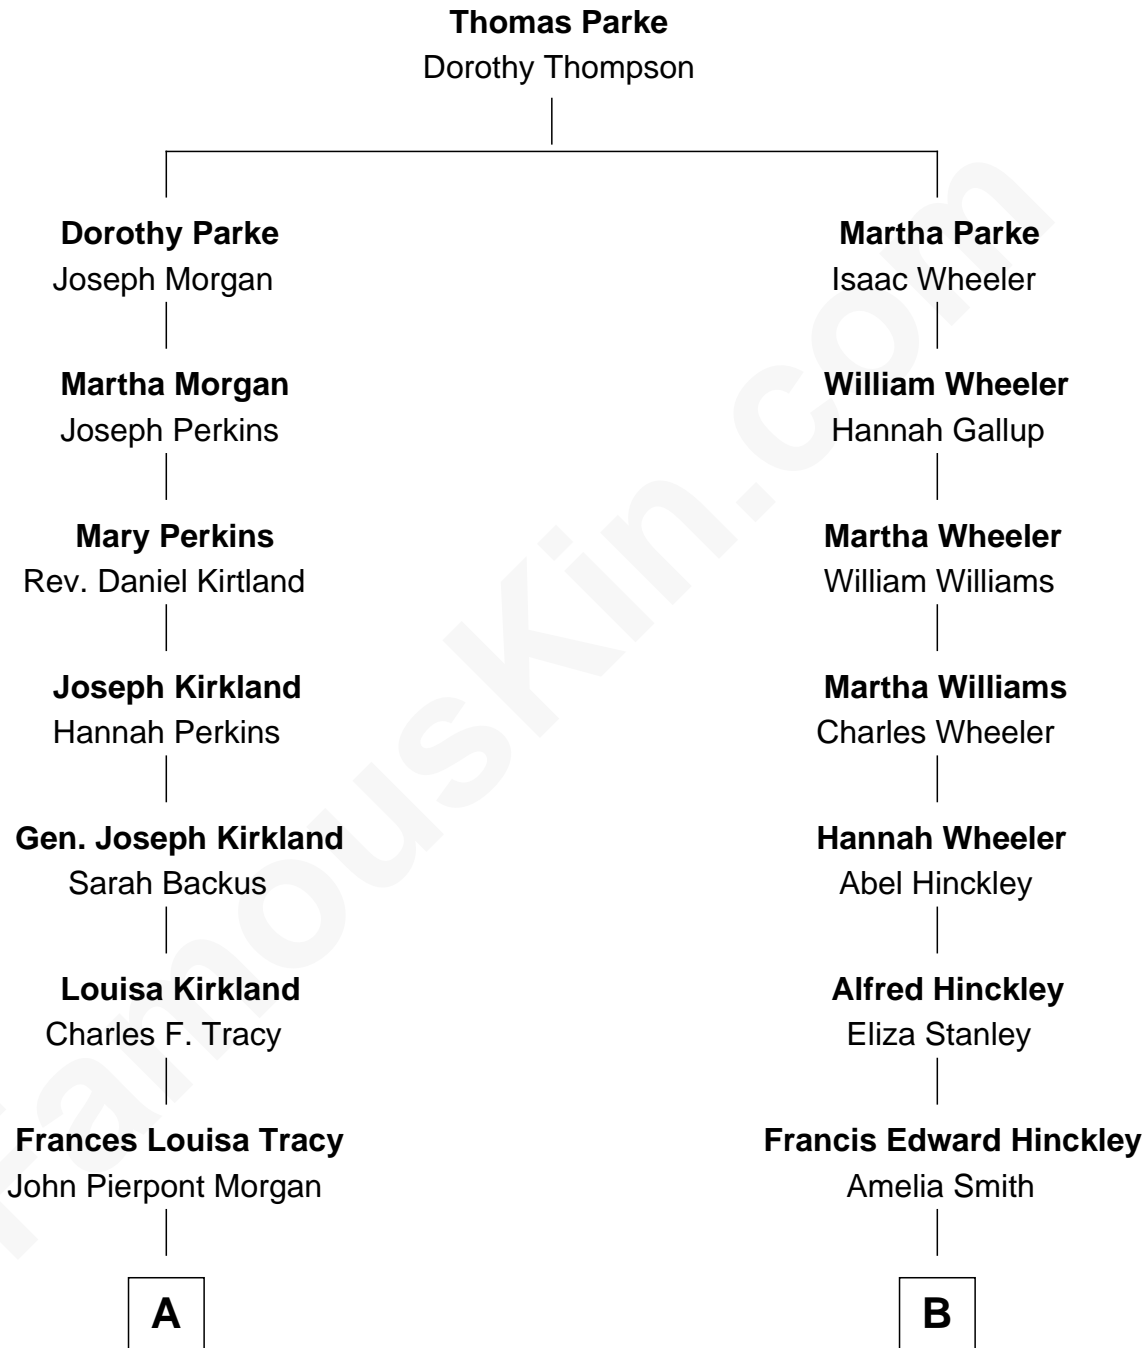 Thomas Parke
Dorothy Thompson
Dorothy Parke
Joseph Morgan
Martha Parke
Isaac Wheeler
Martha Morgan
Joseph Perkins
William Wheeler
Hannah Gallup
Mary Perkins
Rev. Daniel Kirtland
Martha Wheeler
William Williams
Joseph Kirkland
Hannah Perkins
Martha Williams
Charles Wheeler
Gen. Joseph Kirkland
Sarah Backus
Hannah Wheeler
Abel Hinckley
Louisa Kirkland
Charles F. Tracy
Alfred Hinckley
Eliza Stanley
Frances Louisa Tracy
John Pierpont Morgan
Francis Edward Hinckley
Amelia Smith
A
B
FamousKin.com